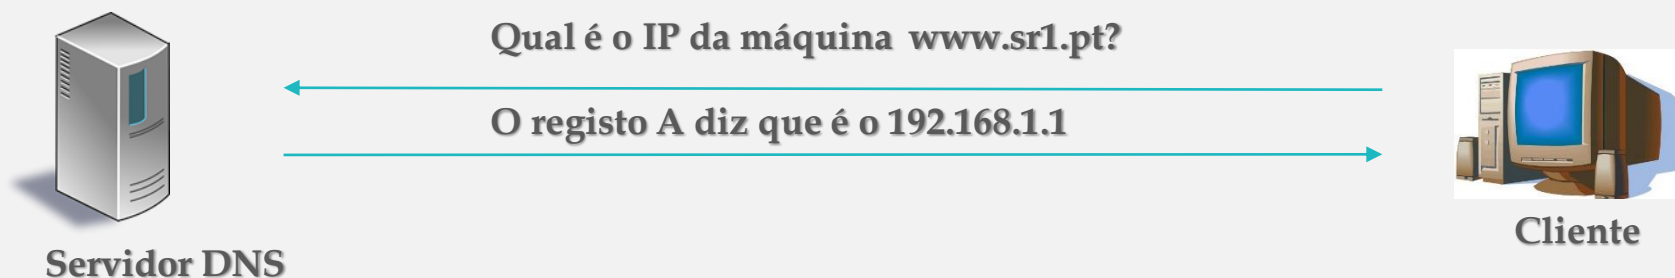 Qual é o IP da máquina www.sr1.pt?
O registo A diz que é o 192.168.1.1
Cliente
Servidor DNS